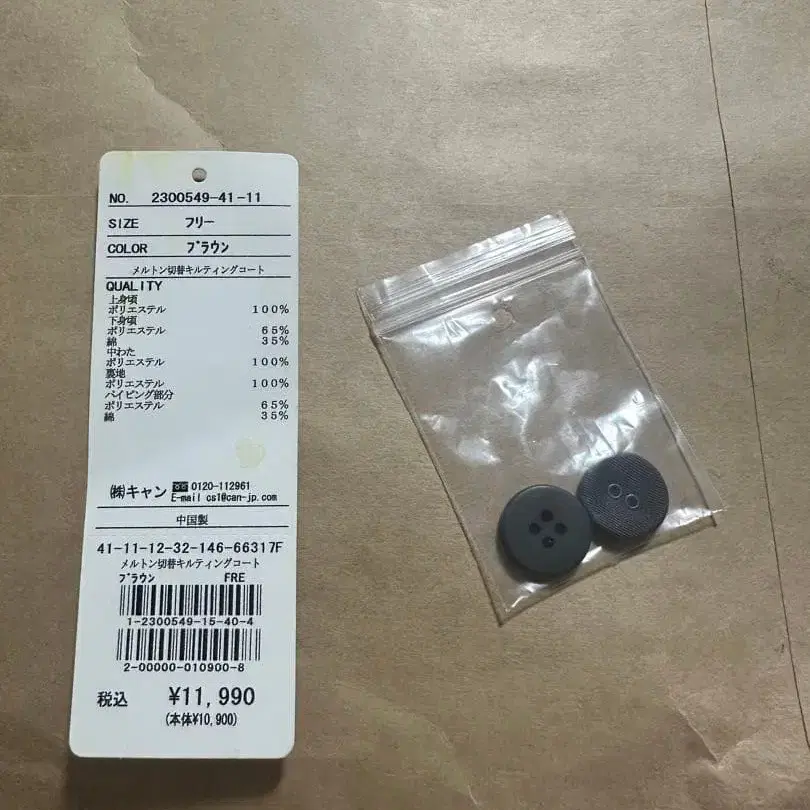 NO. 2300549-41-11
SIZE フリー
COLOR ブラウン
メルトン切替キルティングコート
QUALITY
上身頃
ポリエステル 100%
下身頃
ポリエステル 65%
綿 35%
中わた
ポリエステル 100%
裏地
ポリエステル 100%
パイピング部分
ポリエステル 65%
綿 35%
㈱キャン 0120-112961
E-mail cs1@can-jp.com
中国製
41-11-12-32-146-66317F
メルトン切替キルティングコート
ブラウン FRE
1-2300549-15-40-4
2-00000-010900-8
税込 ¥11,990
(本体¥10,900)